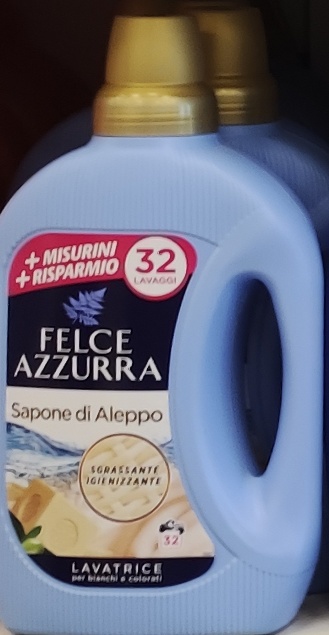 + MISURINI
+ RISPARMIO
32
LAVAGGI
FELCE
AZZURRA
Sapone di Aleppo
SGRASSANTE
IGIENIZZANTE
32
LAVATRICE
per bianchi e colorati